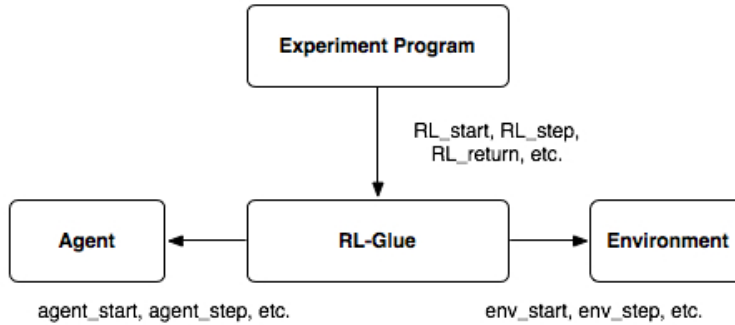 Experiment Program
RL_start, RL_step,
RL_return, etc.
Agent
RL-Glue
Environment
agent_start, agent_step, etc.
env_start, env_step, etc.